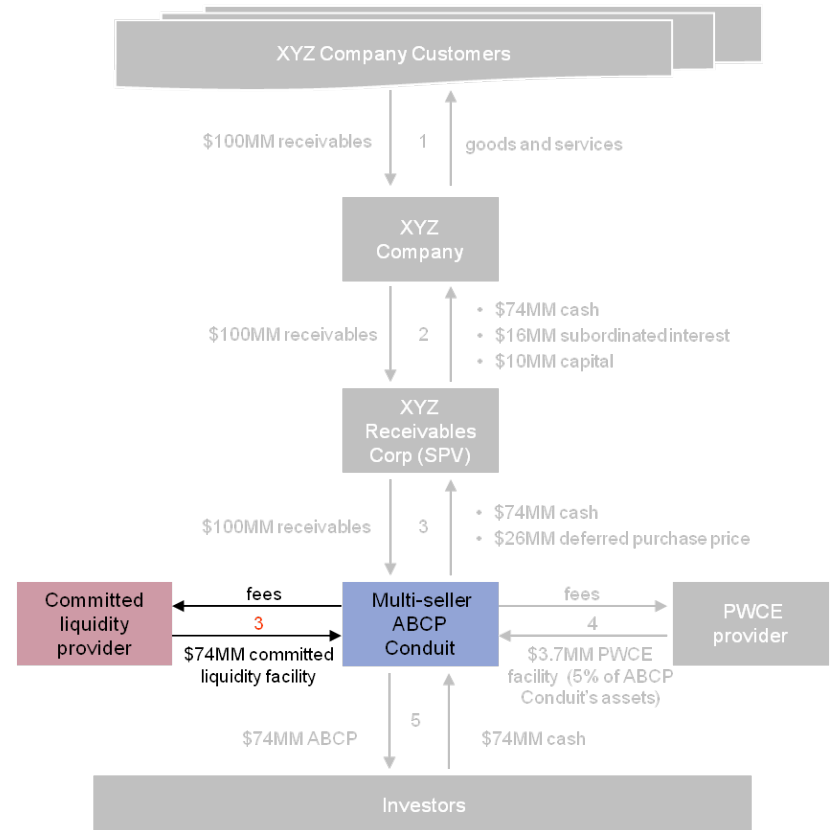 XYZ Company Customers
$100MM receivables
1
goods and services
XYZ
Company
$100MM receivables
2
• $74MM cash
• $16MM subordinated interest
• $10MM capital
XYZ
Receivables
Corp (SPV)
$100MM receivables
3
• $74MM cash
• $26MM deferred purchase price
Committed
liquidity
provider
fees
3
$74MM committed
liquidity facility
Multi-seller
ABCP
Conduit
fees
4
$3.7MM PWCE
facility (5% of ABCP
Conduit's assets)
PWCE
provider
$74MM ABCP
5
$74MM cash
Investors